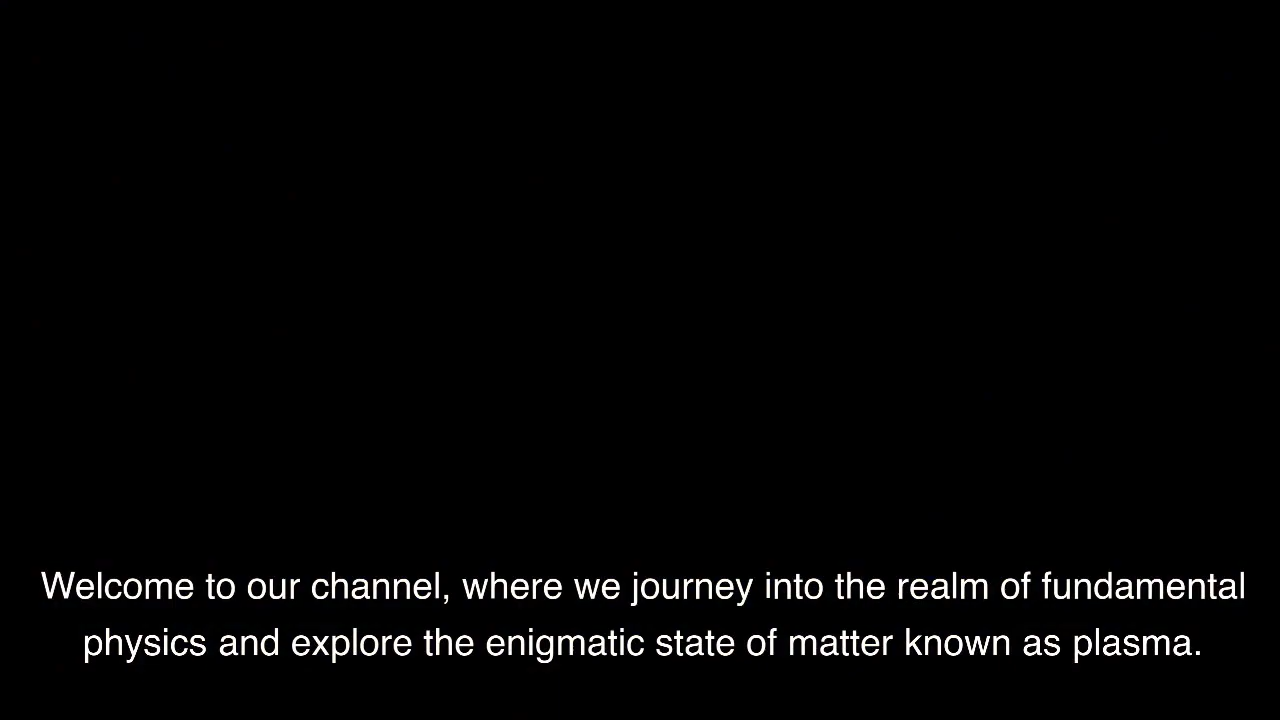 Welcome to our channel, where we journey into the realm of fundamental
physics and explore the enigmatic state of matter known as plasma.